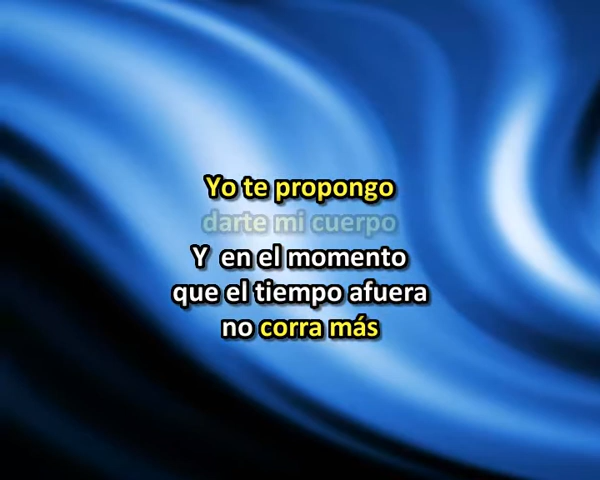 Yo te propongo
darte mi cuerpo
Y en el momento
que el tiempo afuera
no corra más